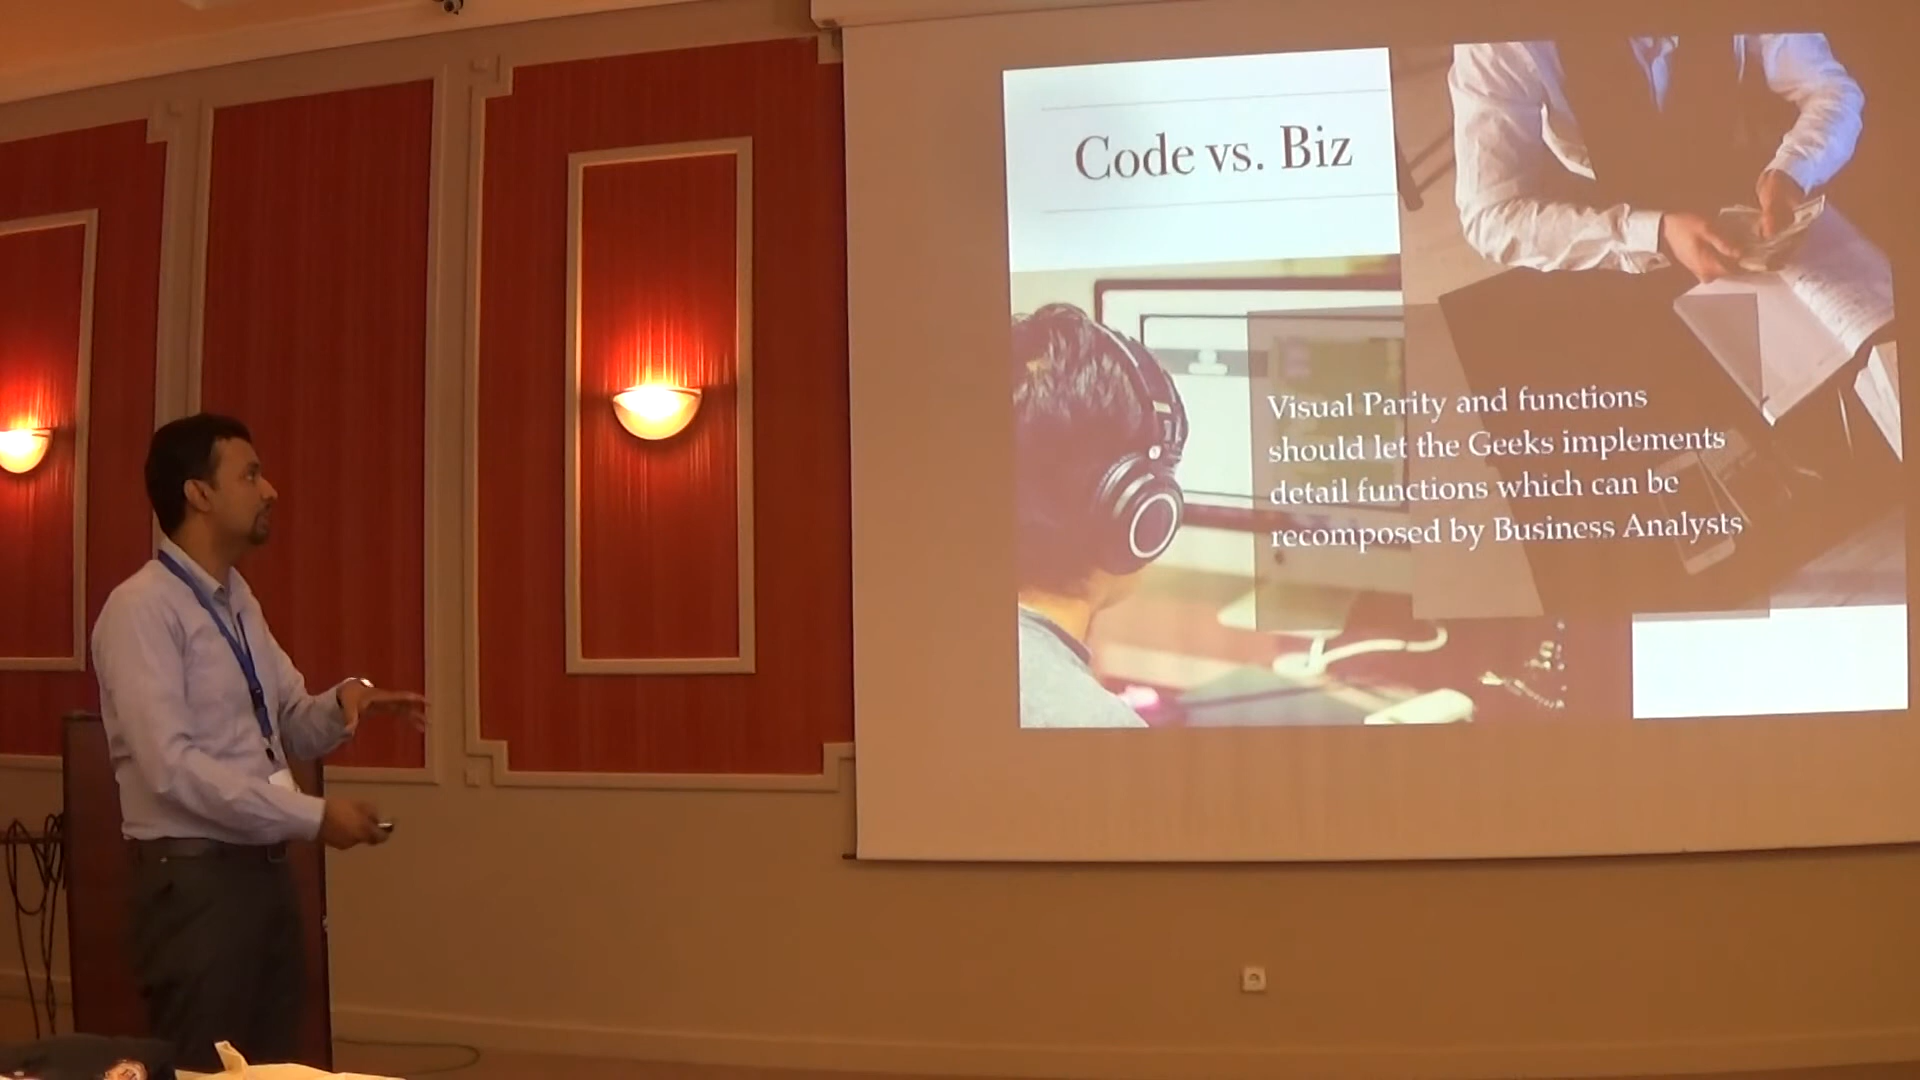 Code vs. Biz
Visual Parity and functions
should let the Geeks implements
detail functions which can be
recomposed by Business Analysts